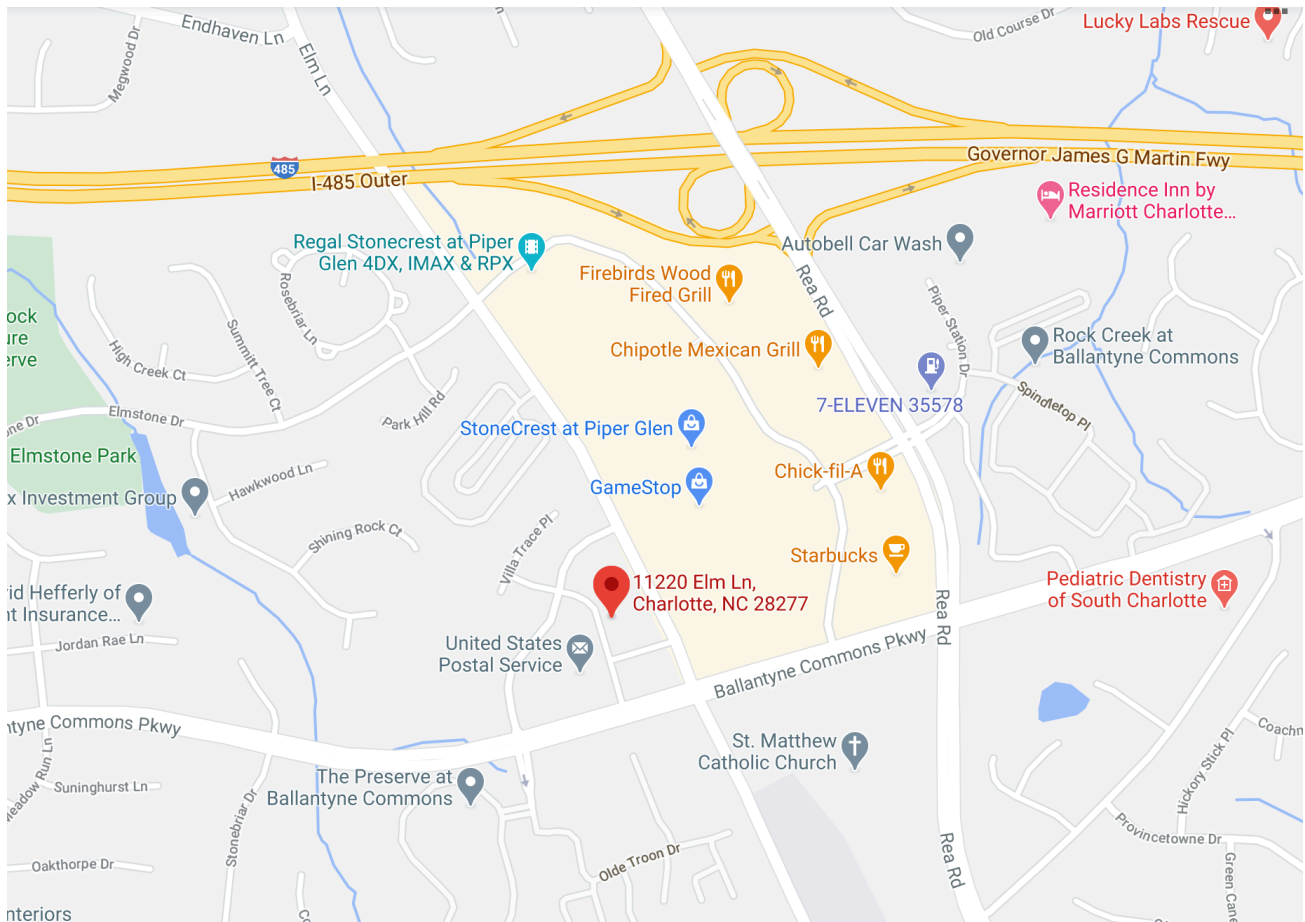 Endhaven Ln
Elm Ln
Megwood Dr
Old Course Dr
Lucky Labs Rescue
485
I-485 Outer
Governor James G Martin Fwy
Residence Inn by
Marriott Charlotte...
Regal Stonecrest at Piper
Glen 4DX, IMAX & RPX
Autobell Car Wash
Firebirds Wood
Fired Grill
Rea Rd
Rosebriar Ln
Piper Station Dr
ock
ure
erve
Summitt Tree Ct
High Creek Ct
Chipotle Mexican Grill
Rock Creek at
Ballantyne Commons
7-ELEVEN 35578
Spindletop Pl
Park Hill Rd
Elmstone Dr
one Dr
StoneCrest at Piper Glen
Elmstone Park
Chick-fil-A
Hawkwood Ln
x Investment Group
GameStop
Shining Rock Ct
Villa Trace Pl
Starbucks
11220 Elm Ln,
Charlotte, NC 28277
Pediatric Dentistry
of South Charlotte
rid Hefferly of
nt Insurance...
Rea Rd
Jordan Rae Ln
United States
Postal Service
Ballantyne Commons Pkwy
ntyne Commons Pkwy
St. Matthew
Catholic Church
Coachm
Hickory Stick Pl
Meadow Run Ln
Suninghurst Ln
The Preserve at
Ballantyne Commons
Stonebriar Dr
Provincetowne Dr
Rea Rd
Olde Troon Dr
Oakthorpe Dr
Green Cane
Co
nteriors